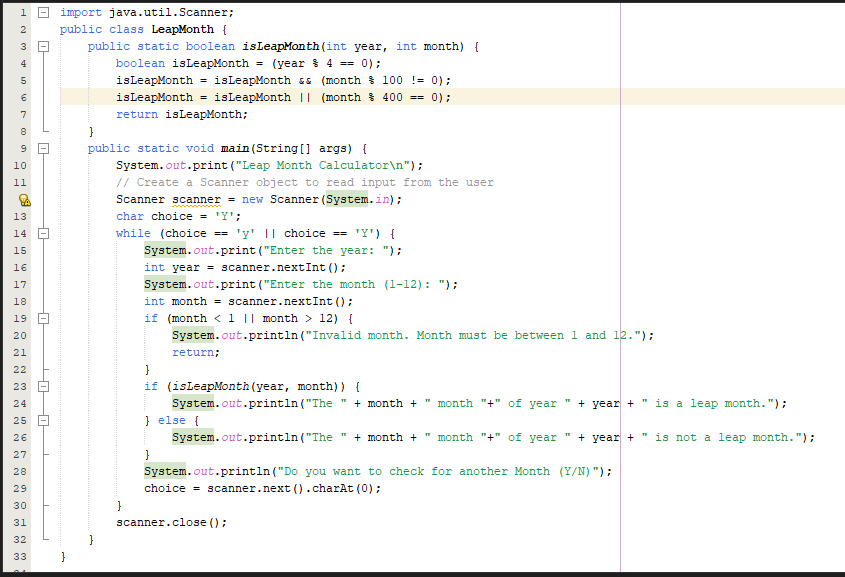 1 import java.util.Scanner;
2 public class LeapMonth {
3 public static boolean isLeapMonth(int year, int month) {
4 boolean isLeapMonth = (year % 4 == 0);
5 isLeapMonth = isLeapMonth && (month % 100 != 0);
6 isLeapMonth = isLeapMonth || (month % 400 == 0);
7 return isLeapMonth;
8 }
9 public static void main(String[] args) {
10 System.out.print("Leap Month Calculator\n");
11 // Create a Scanner object to read input from the user
Scanner scanner = new Scanner(System.in);
13 char choice = 'Y';
14 while (choice == 'y' || choice == 'Y') {
15 System.out.print("Enter the year: ");
16 int year = scanner.nextInt();
17 System.out.print("Enter the month (1-12): ");
18 int month = scanner.nextInt();
19 if (month < 1 || month > 12) {
20 System.out.println("Invalid month. Month must be between 1 and 12.");
21 return;
22 }
23 if (isLeapMonth(year, month)) {
24 System.out.println("The " + month + " month "+" of year " + year + " is a leap month.");
25 } else {
26 System.out.println("The " + month + " month "+" of year " + year + " is not a leap month.");
27 }
28 System.out.println("Do you want to check for another Month (Y/N)");
29 choice = scanner.next().charAt(0);
30 }
31 scanner.close();
32 }
33 }